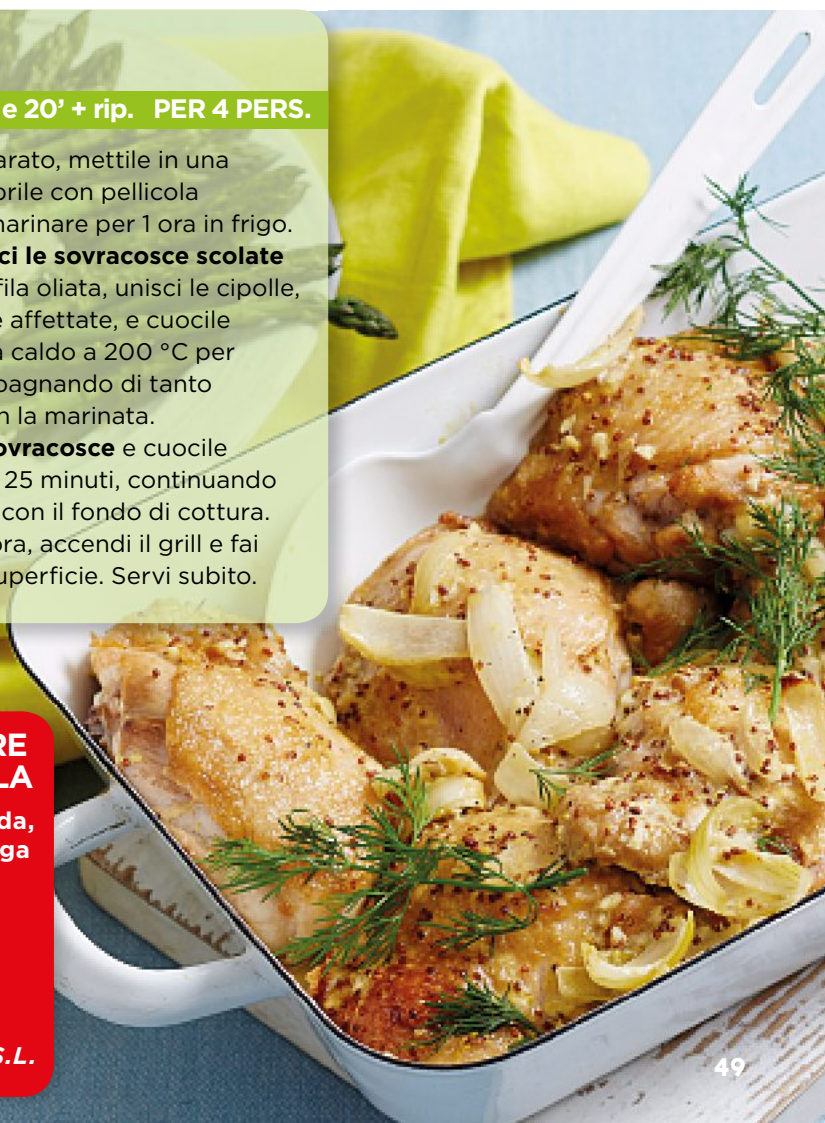 e 20’ + rip. PER 4 PERS.
arato, mettile in una
prile con pellicola
marinare per 1 ora in frigo.
ci le sovracosce scolate
fila oliata, unisci le cipolle,
e affettate, e cuocile
a caldo a 200 °C per
pagnando di tanto
n la marinata.
ovracosce e cuocile
25 minuti, continuando
con il fondo di cottura.
ora, accendi il grill e fai
uperficie. Servi subito.
RE
LA
da,
ga
S.L.
49